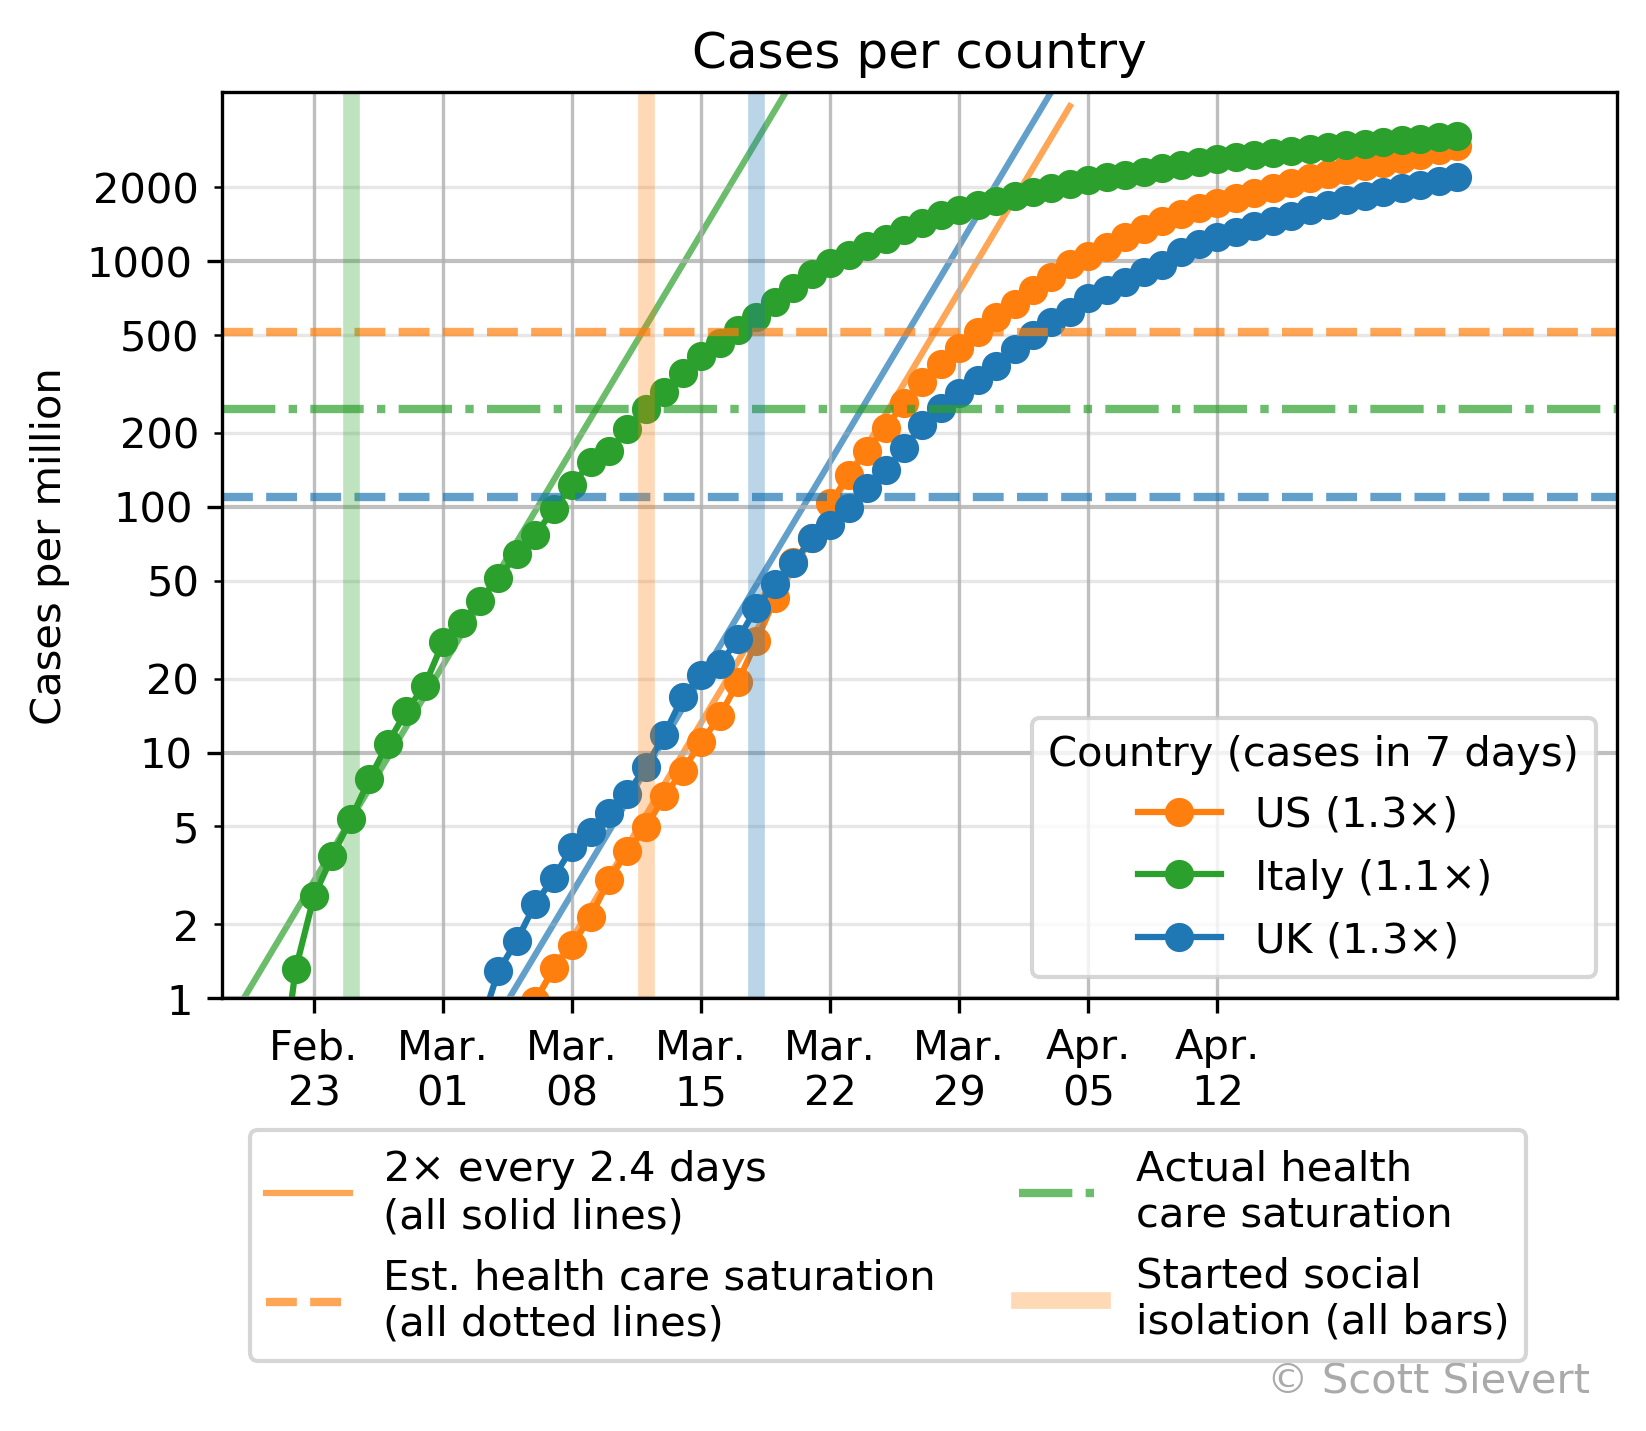 Cases per country
Cases per million
2000
1000
500
200
100
50
20
10
5
2
1
Feb.
23
Mar.
01
Mar.
08
Mar.
15
Mar.
22
Mar.
29
Apr.
05
Apr.
12
Country (cases in 7 days)
US (1.3×)
Italy (1.1×)
UK (1.3×)
2× every 2.4 days
(all solid lines)
Est. health care saturation
(all dotted lines)
Actual health
care saturation
Started social
isolation (all bars)
© Scott Sievert